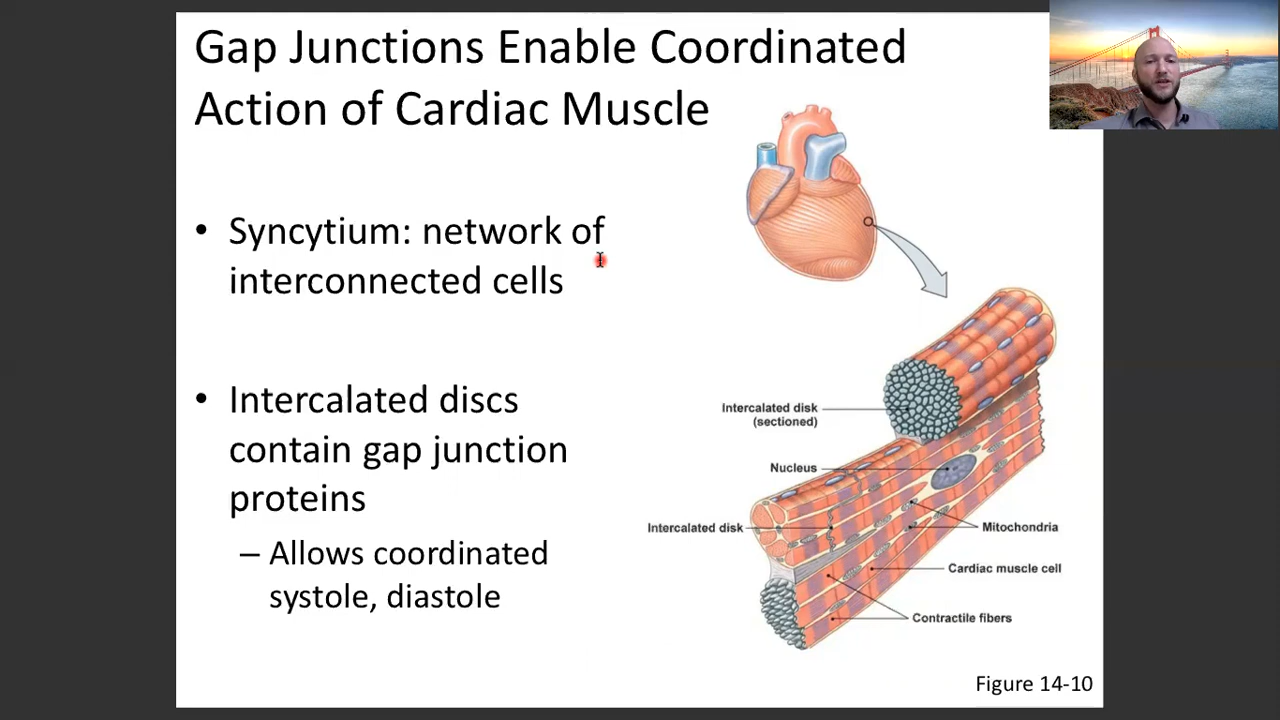 Gap Junctions Enable Coordinated
Action of Cardiac Muscle
• Syncytium: network of
interconnected cells
• Intercalated discs
contain gap junction
proteins
– Allows coordinated
systole, diastole
Intercalated disk
(sectioned)
Nucleus
Intercalated disk
Mitochondria
Cardiac muscle cell
Contractile fibers
Figure 14-10